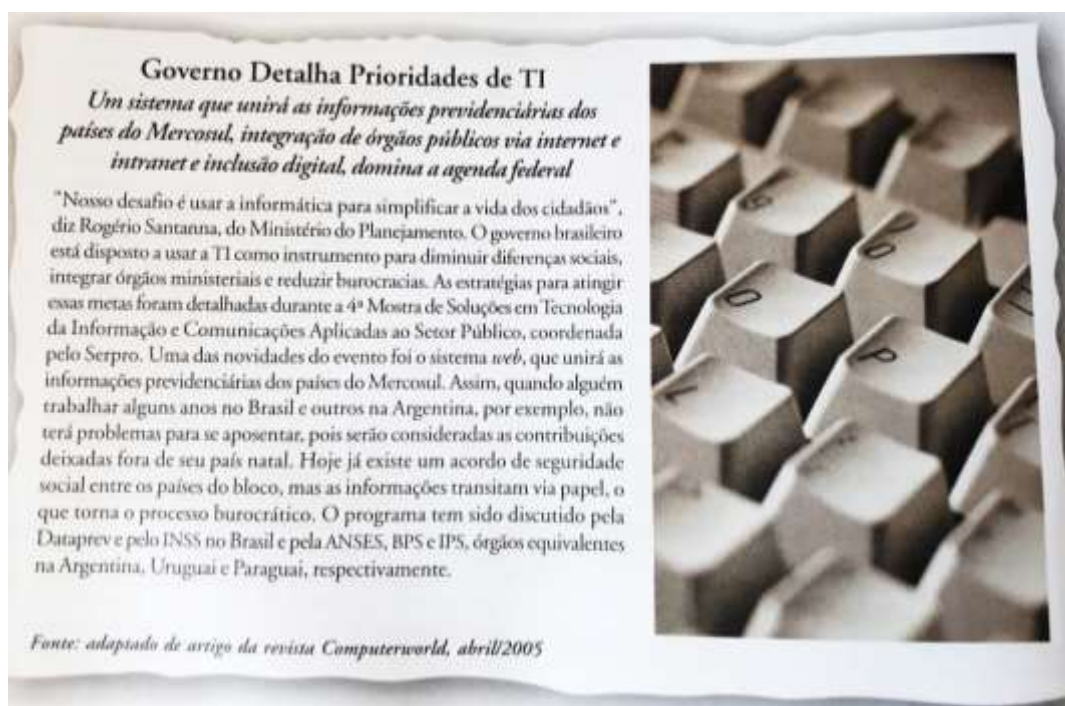 Governo Detalha Prioridades de TI
Um sistema que unirá as informações previdenciárias dos
países do Mercosul, integração de órgãos públicos via internet e
intranet e inclusão digital, domina a agenda federal
"Nosso desafio é usar a informática para simplificar a vida dos cidadãos",
diz Rogério Santanna, do Ministério do Planejamento. O governo brasileiro
está disposto a usar a TI como instrumento para diminuir diferenças sociais,
integrar órgãos ministeriais e reduzir burocracias. As estratégias para atingir
essas metas foram detalhadas durante a 4ª Mostra de Soluções em Tecnologia
da Informação e Comunicações Aplicadas ao Setor Público, coordenada
pelo Serpro. Uma das novidades do evento foi o sistema web, que unirá as
informações previdenciárias dos países do Mercosul. Assim, quando alguém
trabalhar alguns anos no Brasil e outros na Argentina, por exemplo, não
terá problemas para se aposentar, pois serão consideradas as contribuições
deixadas fora de seu país natal. Hoje já existe um acordo de seguridade
social entre os países do bloco, mas as informações transitam via papel, o
que torna o processo burocrático. O programa tem sido discutido pela
Dataprev e pelo INSS no Brasil e pela ANSES, BPS e IPS, órgãos equivalentes
na Argentina, Uruguai e Paraguai, respectivamente.
Fonte: adaptado de artigo da revista Computerworld, abril/2005
O
P
L